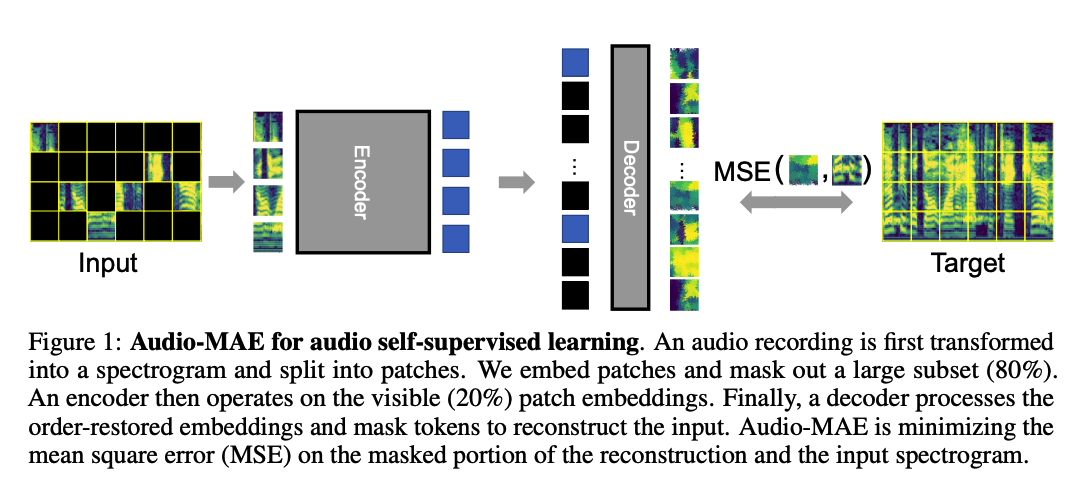 Input
Encoder
Decoder
MSE( , )
Target
Figure 1: Audio-MAE for audio self-supervised learning. An audio recording is first transformed
into a spectrogram and split into patches. We embed patches and mask out a large subset (80%).
An encoder then operates on the visible (20%) patch embeddings. Finally, a decoder processes the
order-restored embeddings and mask tokens to reconstruct the input. Audio-MAE is minimizing the
mean square error (MSE) on the masked portion of the reconstruction and the input spectrogram.